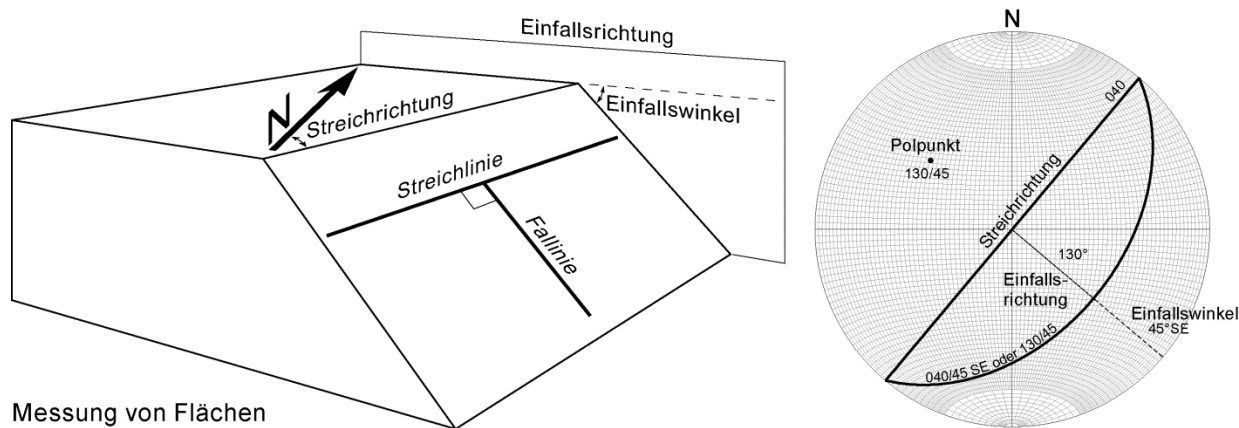 Einfallsrichtung
N
Streichrichtung
Einfallswinkel
Streichlinie
Fallinie
Messung von Flächen
N
040
Polpunkt
130/45
Streichrichtung
130°
Einfalls-
richtung
Einfallswinkel
45°SE
040/45 SE oder 130/45